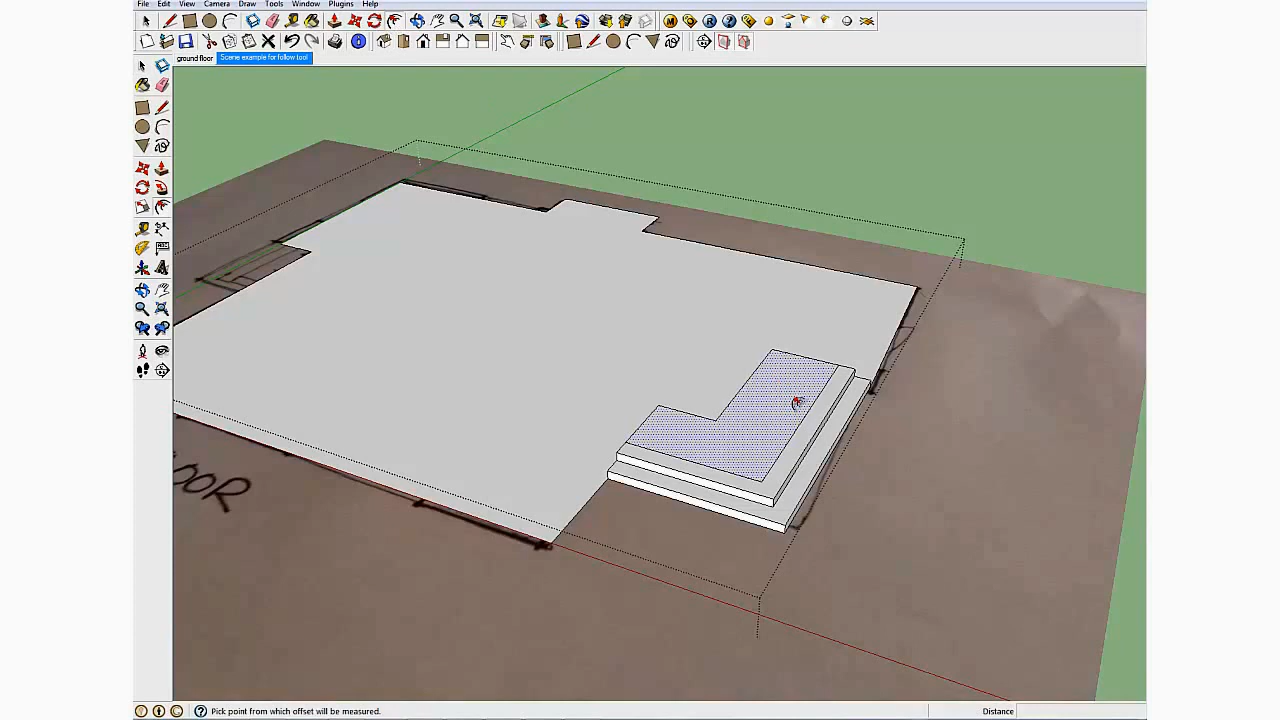 File Edit View Camera Draw Tools Window Plugins Help
ground floor Scene example for follow tool
OOR
Pick point from which offset will be measured.
Distance